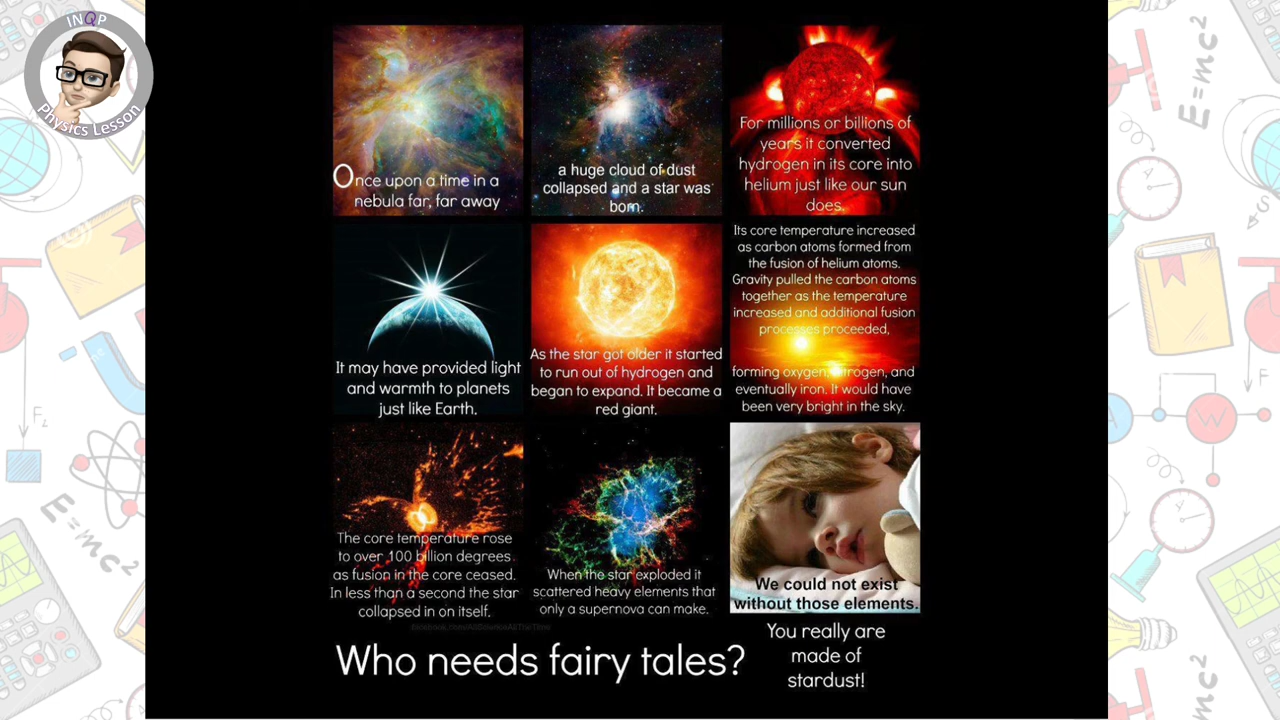 INQP
Physics Lesson
Once upon a time in a
nebula far, far away
a huge cloud of dust
collapsed and a star was
born.
For millions or billions of
years it converted
hydrogen in its core into
helium just like our sun
does.
It may have provided light
and warmth to planets
just like Earth.
As the star got older it started
to run out of hydrogen and
began to expand. It became a
red giant.
Its core temperature increased
as carbon atoms formed from
the fusion of helium atoms.
Gravity pulled the carbon atoms
together as the temperature
increased and additional fusion
processes proceeded,
forming oxygen, nitrogen, and
eventually iron. It would have
been very bright in the sky.
The core temperature rose
to over 100 billion degrees
as fusion in the core ceased.
In less than a second the star
collapsed in on itself.
When the star exploded it
scattered heavy elements that
only a supernova can make.
We could not exist
without those elements.
Who needs fairy tales?
You really are
made of
stardust!
E=mc²
E=mc²
E=mc²
E=mc²
F
W
A
S